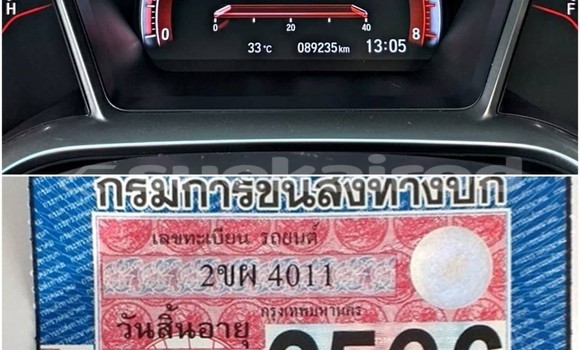 H
F
0
0 20 40
8
33°C 089235 km 13:05
กรมการขนส่งทางบก
เลขทะเบียน รถยนต์
2ขผ 4011
กรุงเทพมหานคร
วันสิ้นอายุ